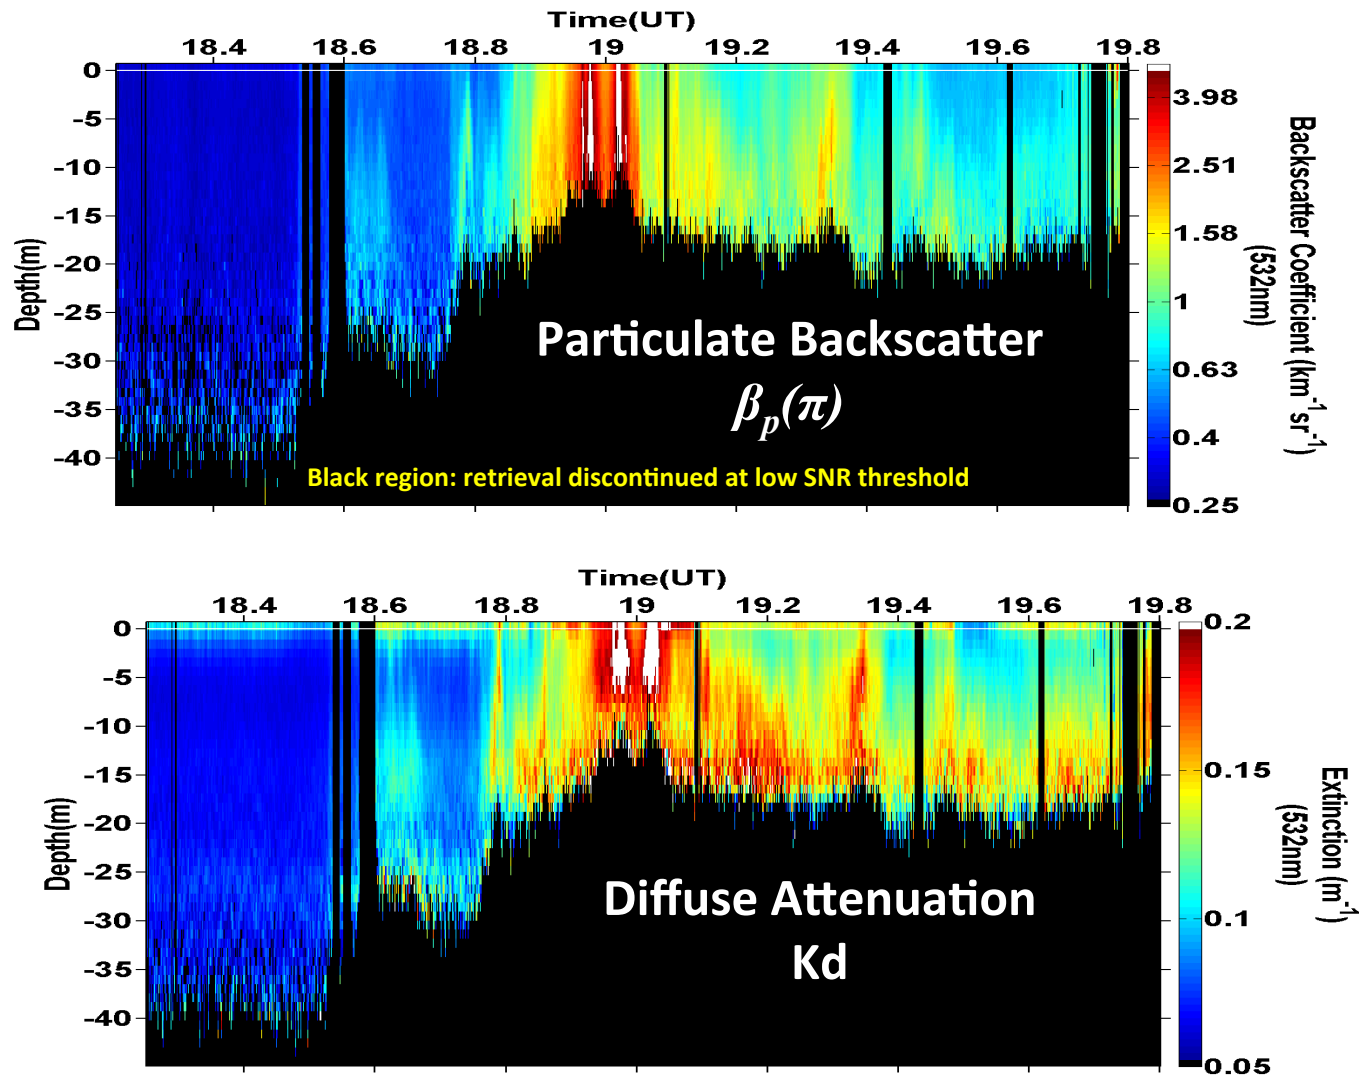 Time(UT)
18.4 18.6 18.8 19 19.2 19.4 19.6 19.8
0
-5
-10
-15
-20
-25
-30
-35
-40
Depth(m)
Particulate Backscatter
βp(π)
Black region: retrieval discontinued at low SNR threshold
3.98
2.51
1.58
1
0.63
0.4
0.25
Backscatter Coefficient (km⁻¹ sr⁻¹)
(532nm)
Time(UT)
18.4 18.6 18.8 19 19.2 19.4 19.6 19.8
0
-5
-10
-15
-20
-25
-30
-35
-40
Depth(m)
Diffuse Attenuation
Kd
0.2
0.15
0.1
0.05
Extinction (m⁻¹)
(532nm)